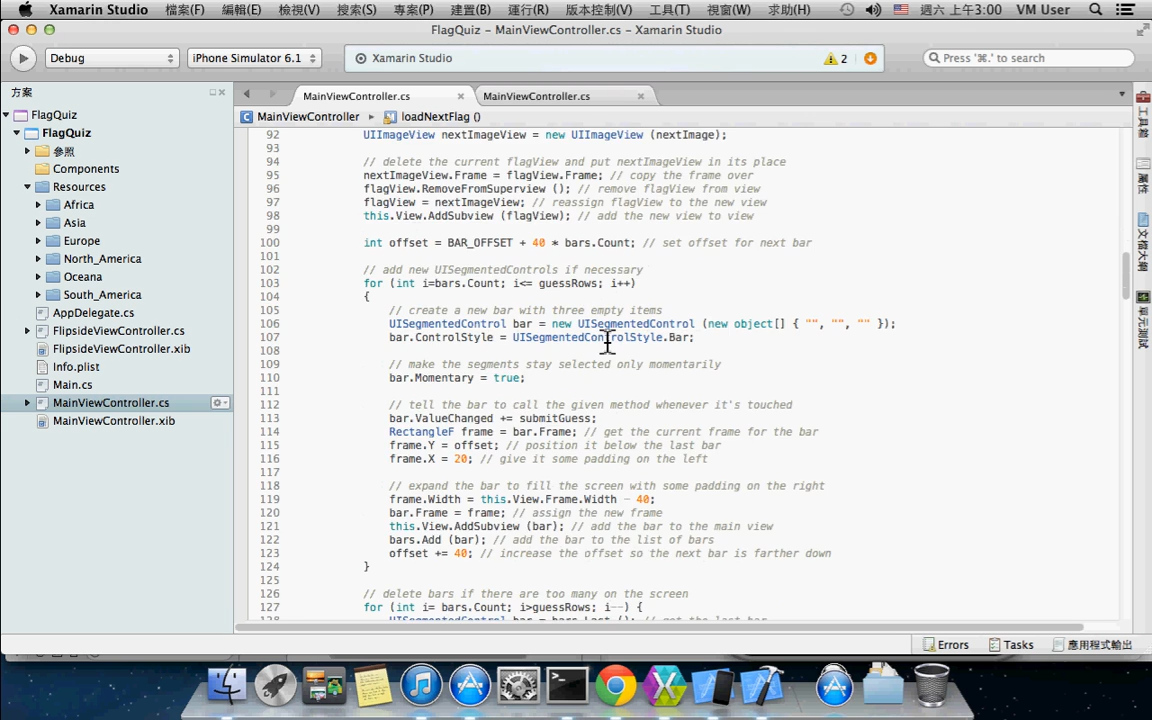 Xamarin Studio 檔案(F) 編輯(E) 檢視(V) 搜索(S) 專案(P) 建置(B) 運行(R) 版本控制(V) 工具(T) 視窗(W) 求助(H) 週六 上午3:00 VM User
FlagQuiz – MainViewController.cs – Xamarin Studio
Debug iPhone Simulator 6.1 Xamarin Studio 2 Press '⌘.' to search
方案
MainViewController.cs MainViewController.cs
MainViewController loadNextFlag ()
FlagQuiz
FlagQuiz
參照
Components
Resources
Africa
Asia
Europe
North_America
Oceana
South_America
AppDelegate.cs
FlipsideViewController.cs
FlipsideViewController.xib
Info.plist
Main.cs
MainViewController.cs
MainViewController.xib
92 UIImageView nextImageView = new UIImageView (nextImage);
93
94 // delete the current flagView and put nextImageView in its place
95 nextImageView.Frame = flagView.Frame; // copy the frame over
96 flagView.RemoveFromSuperview (); // remove flagView from view
97 flagView = nextImageView; // reassign flagView to the new view
98 this.View.AddSubview (flagView); // add the new view to view
99
100 int offset = BAR_OFFSET + 40 * bars.Count; // set offset for next bar
101
102 // add new UISegmentedControls if necessary
103 for (int i=bars.Count; i<= guessRows; i++)
104 {
105 // create a new bar with three empty items
106 UISegmentedControl bar = new UISegmentedControl (new object[] { "", "", "" });
107 bar.ControlStyle = UISegmentedControlStyle.Bar;
108
109 // make the segments stay selected only momentarily
110 bar.Momentary = true;
111
112 // tell the bar to call the given method whenever it's touched
113 bar.ValueChanged += submitGuess;
114 RectangleF frame = bar.Frame; // get the current frame for the bar
115 frame.Y = offset; // position it below the last bar
116 frame.X = 20; // give it some padding on the left
117
118 // expand the bar to fill the screen with some padding on the right
119 frame.Width = this.View.Frame.Width - 40;
120 bar.Frame = frame; // assign the new frame
121 this.View.AddSubview (bar); // add the bar to the main view
122 bars.Add (bar); // add the bar to the list of bars
123 offset += 40; // increase the offset so the next bar is farther down
124 }
125
126 // delete bars if there are too many on the screen
127 for (int i= bars.Count; i>guessRows; i--) {
工具箱
屬性
文檔大綱
單元測試
Errors Tasks 應用程式輸出